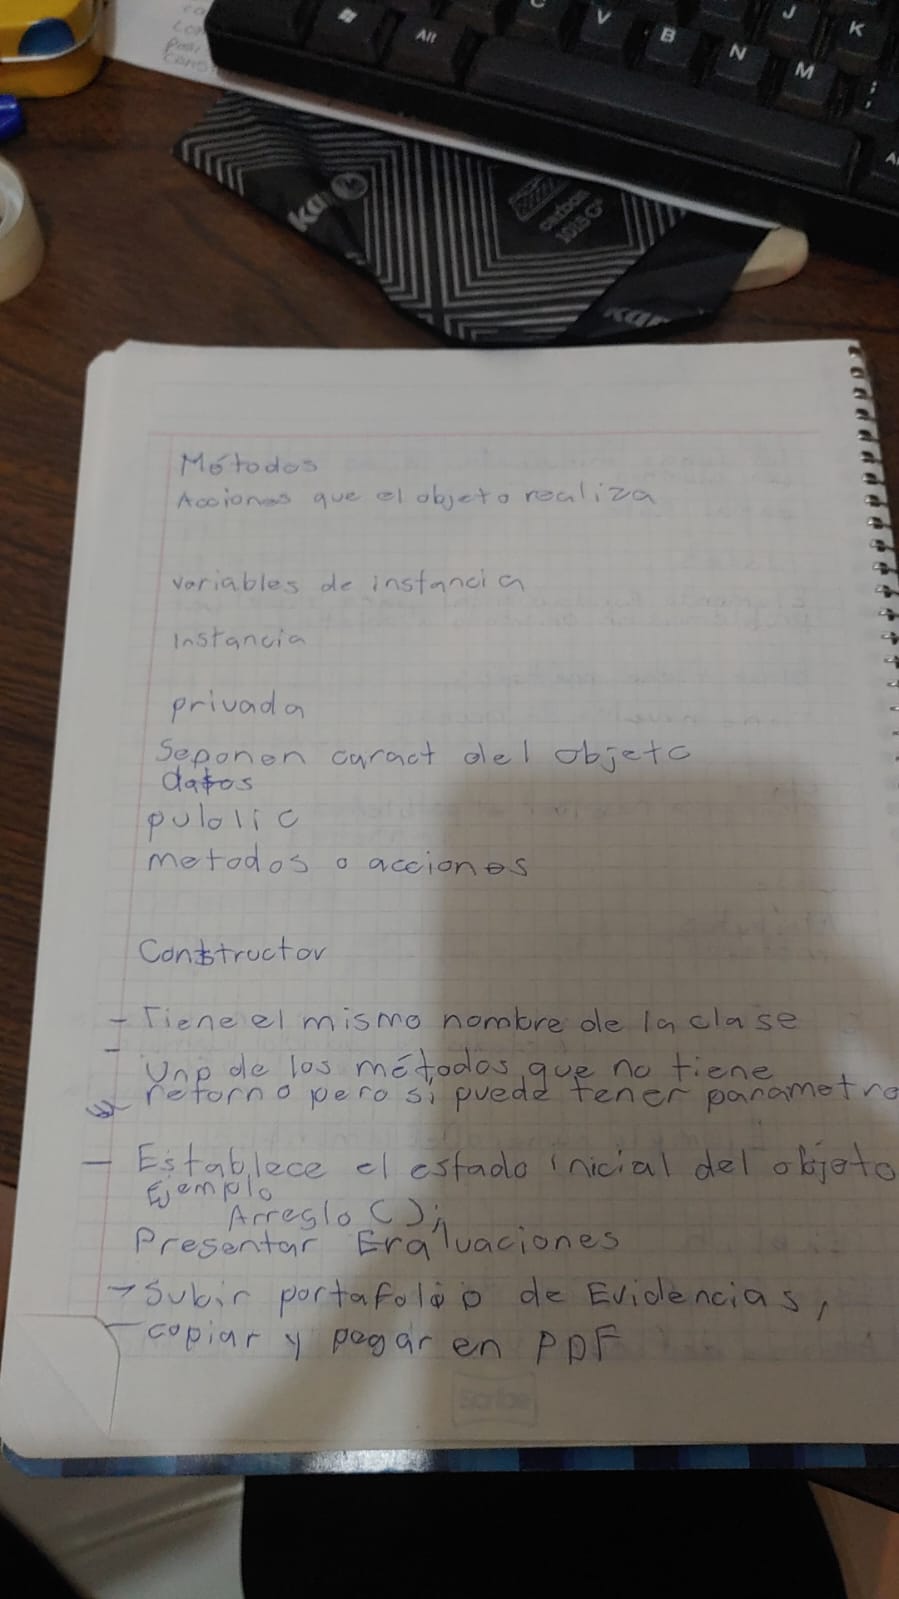 C
V
B
N
M
J
K
Alt
carbon
1015 G*
Métodos
Acciones que el objeto realiza
variables de instancia
Instancia
privada
Seponen caract del objeto
datos
public
metodos o acciones
Constructor
- Tiene el mismo nombre de la clase
-
Uno de los métodos que no tiene
retorno pero si puede tener parametro
- Establece el estado inicial del objeto
Ejemplo
Arreglo ();
Presentar Evaluaciones
→ Subir portafolio de Evidencias,
- copiar y pegar en PDF
Scribe